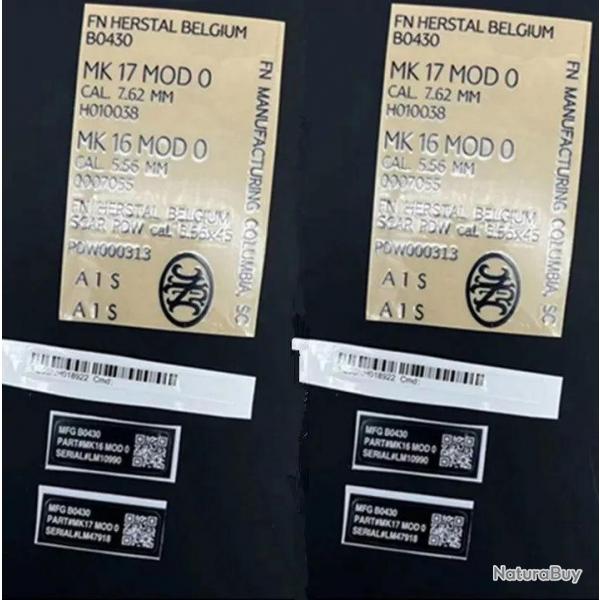 FN HERSTAL BELGIUM
B0430
MK 17 MOD 0
CAL. 7.62 MM
H010038
MK 16 MOD 0
CAL. 5.56 MM
0007055
FN HERSTAL BELGIUM
SCAR PDW cal. 5.56x45
PDW000313
A1S
A1S
FN MANUFACTURING COLUMBIA, SC
FN
Cmd:
MFG B0430
PART#MK16 MOD 0
SERIAL#LM10990
MFG B0430
PART#MK17 MOD 0
SERIAL#LM47918
FN HERSTAL BELGIUM
B0430
MK 17 MOD 0
CAL. 7.62 MM
H010038
MK 16 MOD 0
CAL. 5.56 MM
0007055
FN HERSTAL BELGIUM
SCAR PDW cal. 5.56x45
PDW000313
A1S
A1S
FN MANUFACTURING COLUMBIA, SC
FN
Cmd:
MFG B0430
PART#MK16 MOD 0
SERIAL#LM10990
MFG B0430
PART#MK17 MOD 0
SERIAL#LM47918
NaturaBuy